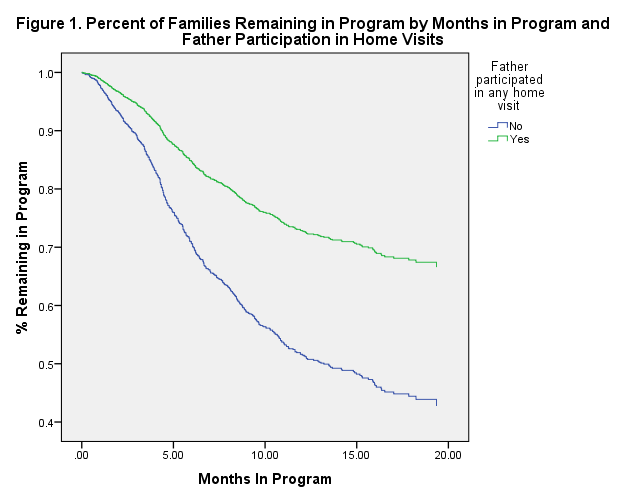 Figure 1. Percent of Families Remaining in Program by Months in Program and
Father Participation in Home Visits
Father
participated
in any home
visit
No
Yes
% Remaining in Program
1.0
0.9
0.8
0.7
0.6
0.5
0.4
.00
5.00
10.00
15.00
20.00
Months In Program